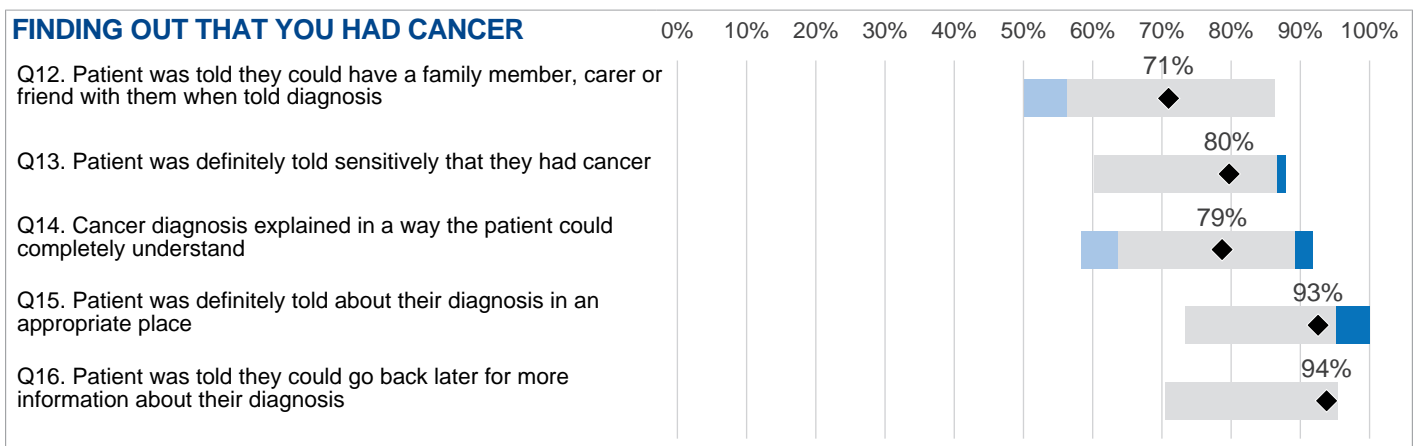 FINDING OUT THAT YOU HAD CANCER
0% 10% 20% 30% 40% 50% 60% 70% 80% 90% 100%
Q12. Patient was told they could have a family member, carer or
friend with them when told diagnosis
71%
Q13. Patient was definitely told sensitively that they had cancer
80%
Q14. Cancer diagnosis explained in a way the patient could
completely understand
79%
Q15. Patient was definitely told about their diagnosis in an
appropriate place
93%
Q16. Patient was told they could go back later for more
information about their diagnosis
94%